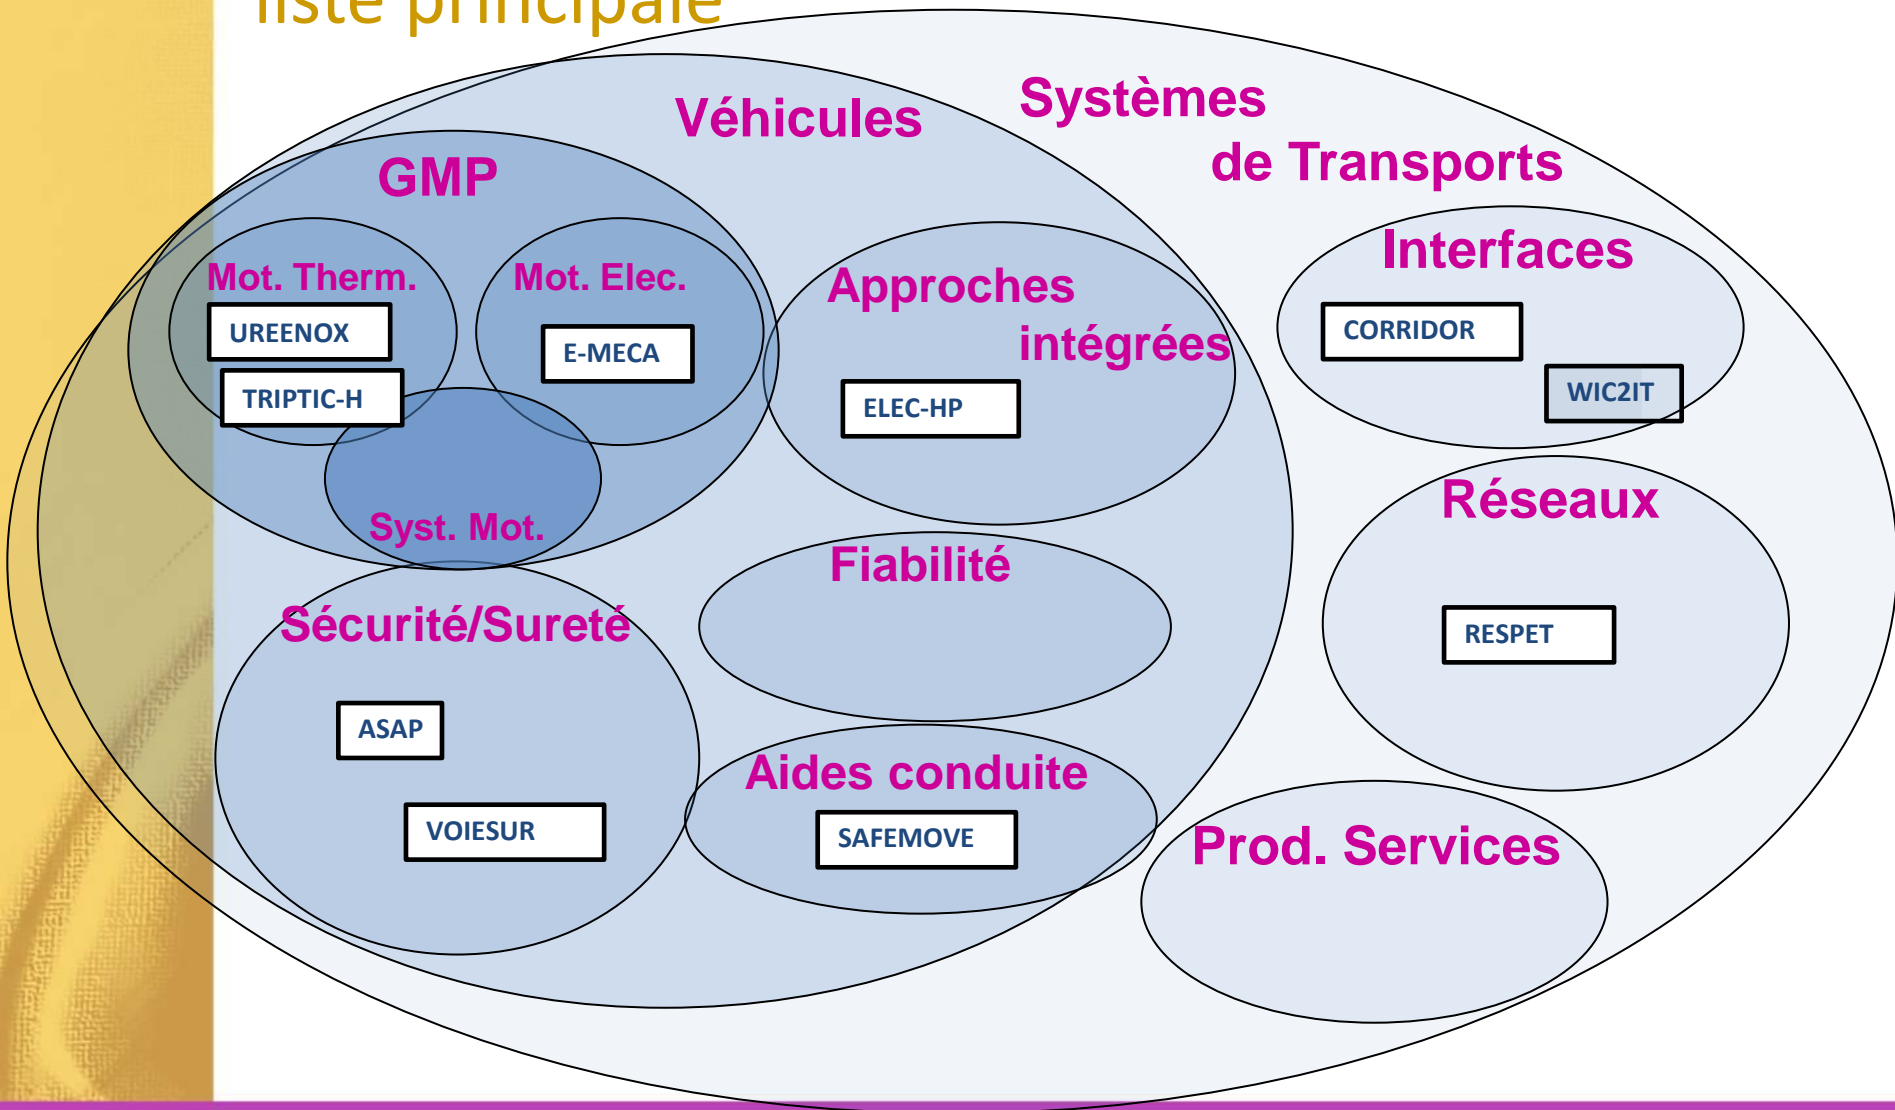 liste principale
Systèmes
de Transports
Véhicules
GMP
Interfaces
Mot. Therm.
Mot. Elec.
Approches
intégrées
UREENOX
E-MECA
CORRIDOR
TRIPTIC-H
ELEC-HP
WIC2IT
Réseaux
Syst. Mot.
Fiabilité
Sécurité/Sureté
RESPET
ASAP
Aides conduite
VOIESUR
SAFEMOVE
Prod. Services